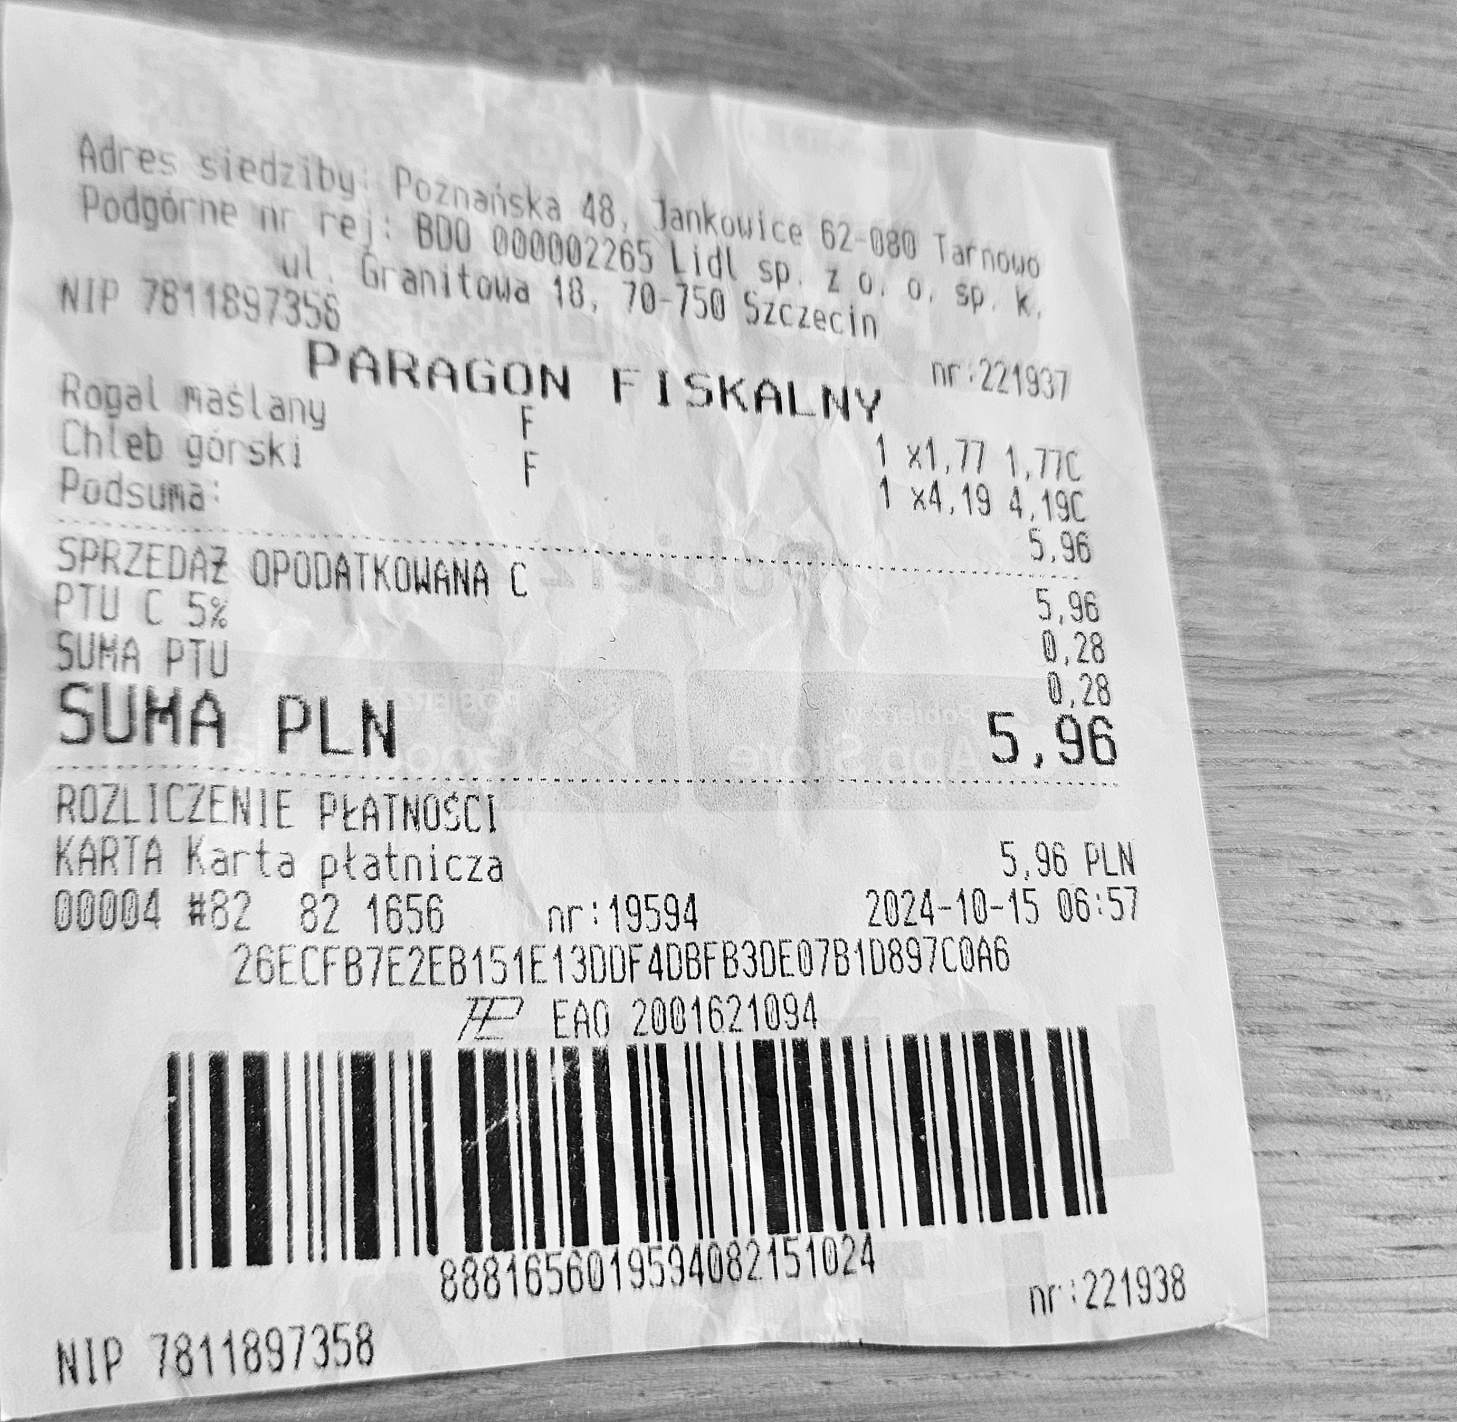 Adres siedziby: Poznańska 48, Jankowice 62-080 Tarnowo
Podgórne nr rej: BDO 000002265 Lidl sp. z o. o. sp. k.
ul. Granitowa 18, 70-750 Szczecin
NIP 7811897358 nr:221937
PARAGON FISKALNY
Rogal maślany F 1 x1,77 1,77C
Chleb górski F 1 x4,19 4,19C
Podsuma: 5,96
SPRZEDAŻ OPODATKOWANA C 5,96
PTU C 5% 0,28
SUMA PTU 0,28
SUMA PLN 5,96
ROZLICZENIE PŁATNOŚCI
KARTA Karta płatnicza 5,96 PLN
00004 #82 82 1656 nr:19594 2024-10-15 06:57
26ECFB7E2EB151E13DDF4DBFB3DE07B1D897C0A6
EAO 2001621094
8881656019594082151024
NIP 7811897358 nr:221938